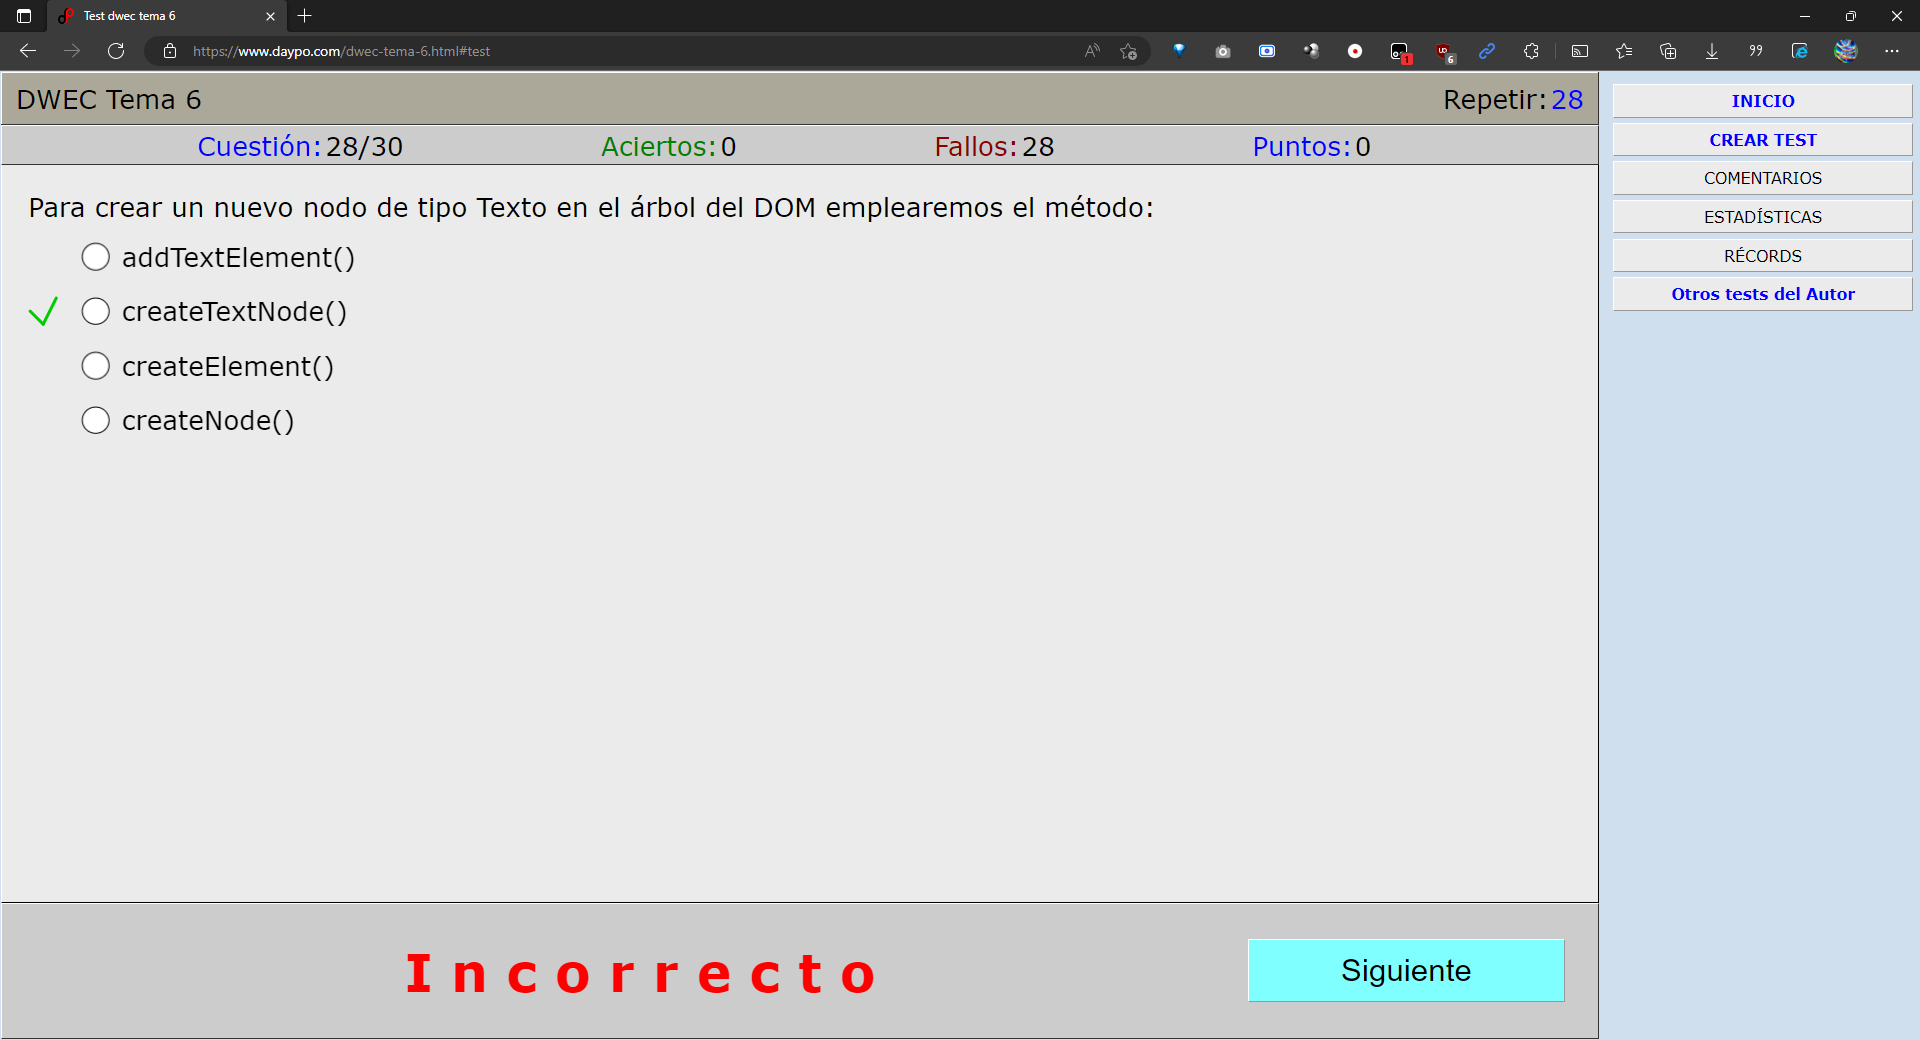 Test dwec tema 6
https://www.daypo.com/dwec-tema-6.html#test
DWEC Tema 6
Repetir: 28
Cuestión: 28/30
Aciertos: 0
Fallos: 28
Puntos: 0
Para crear un nuevo nodo de tipo Texto en el árbol del DOM emplearemos el método:
addTextElement()
createTextNode()
createElement()
createNode()
Incorrecto
Siguiente
INICIO
CREAR TEST
COMENTARIOS
ESTADÍSTICAS
RÉCORDS
Otros tests del Autor
1
6